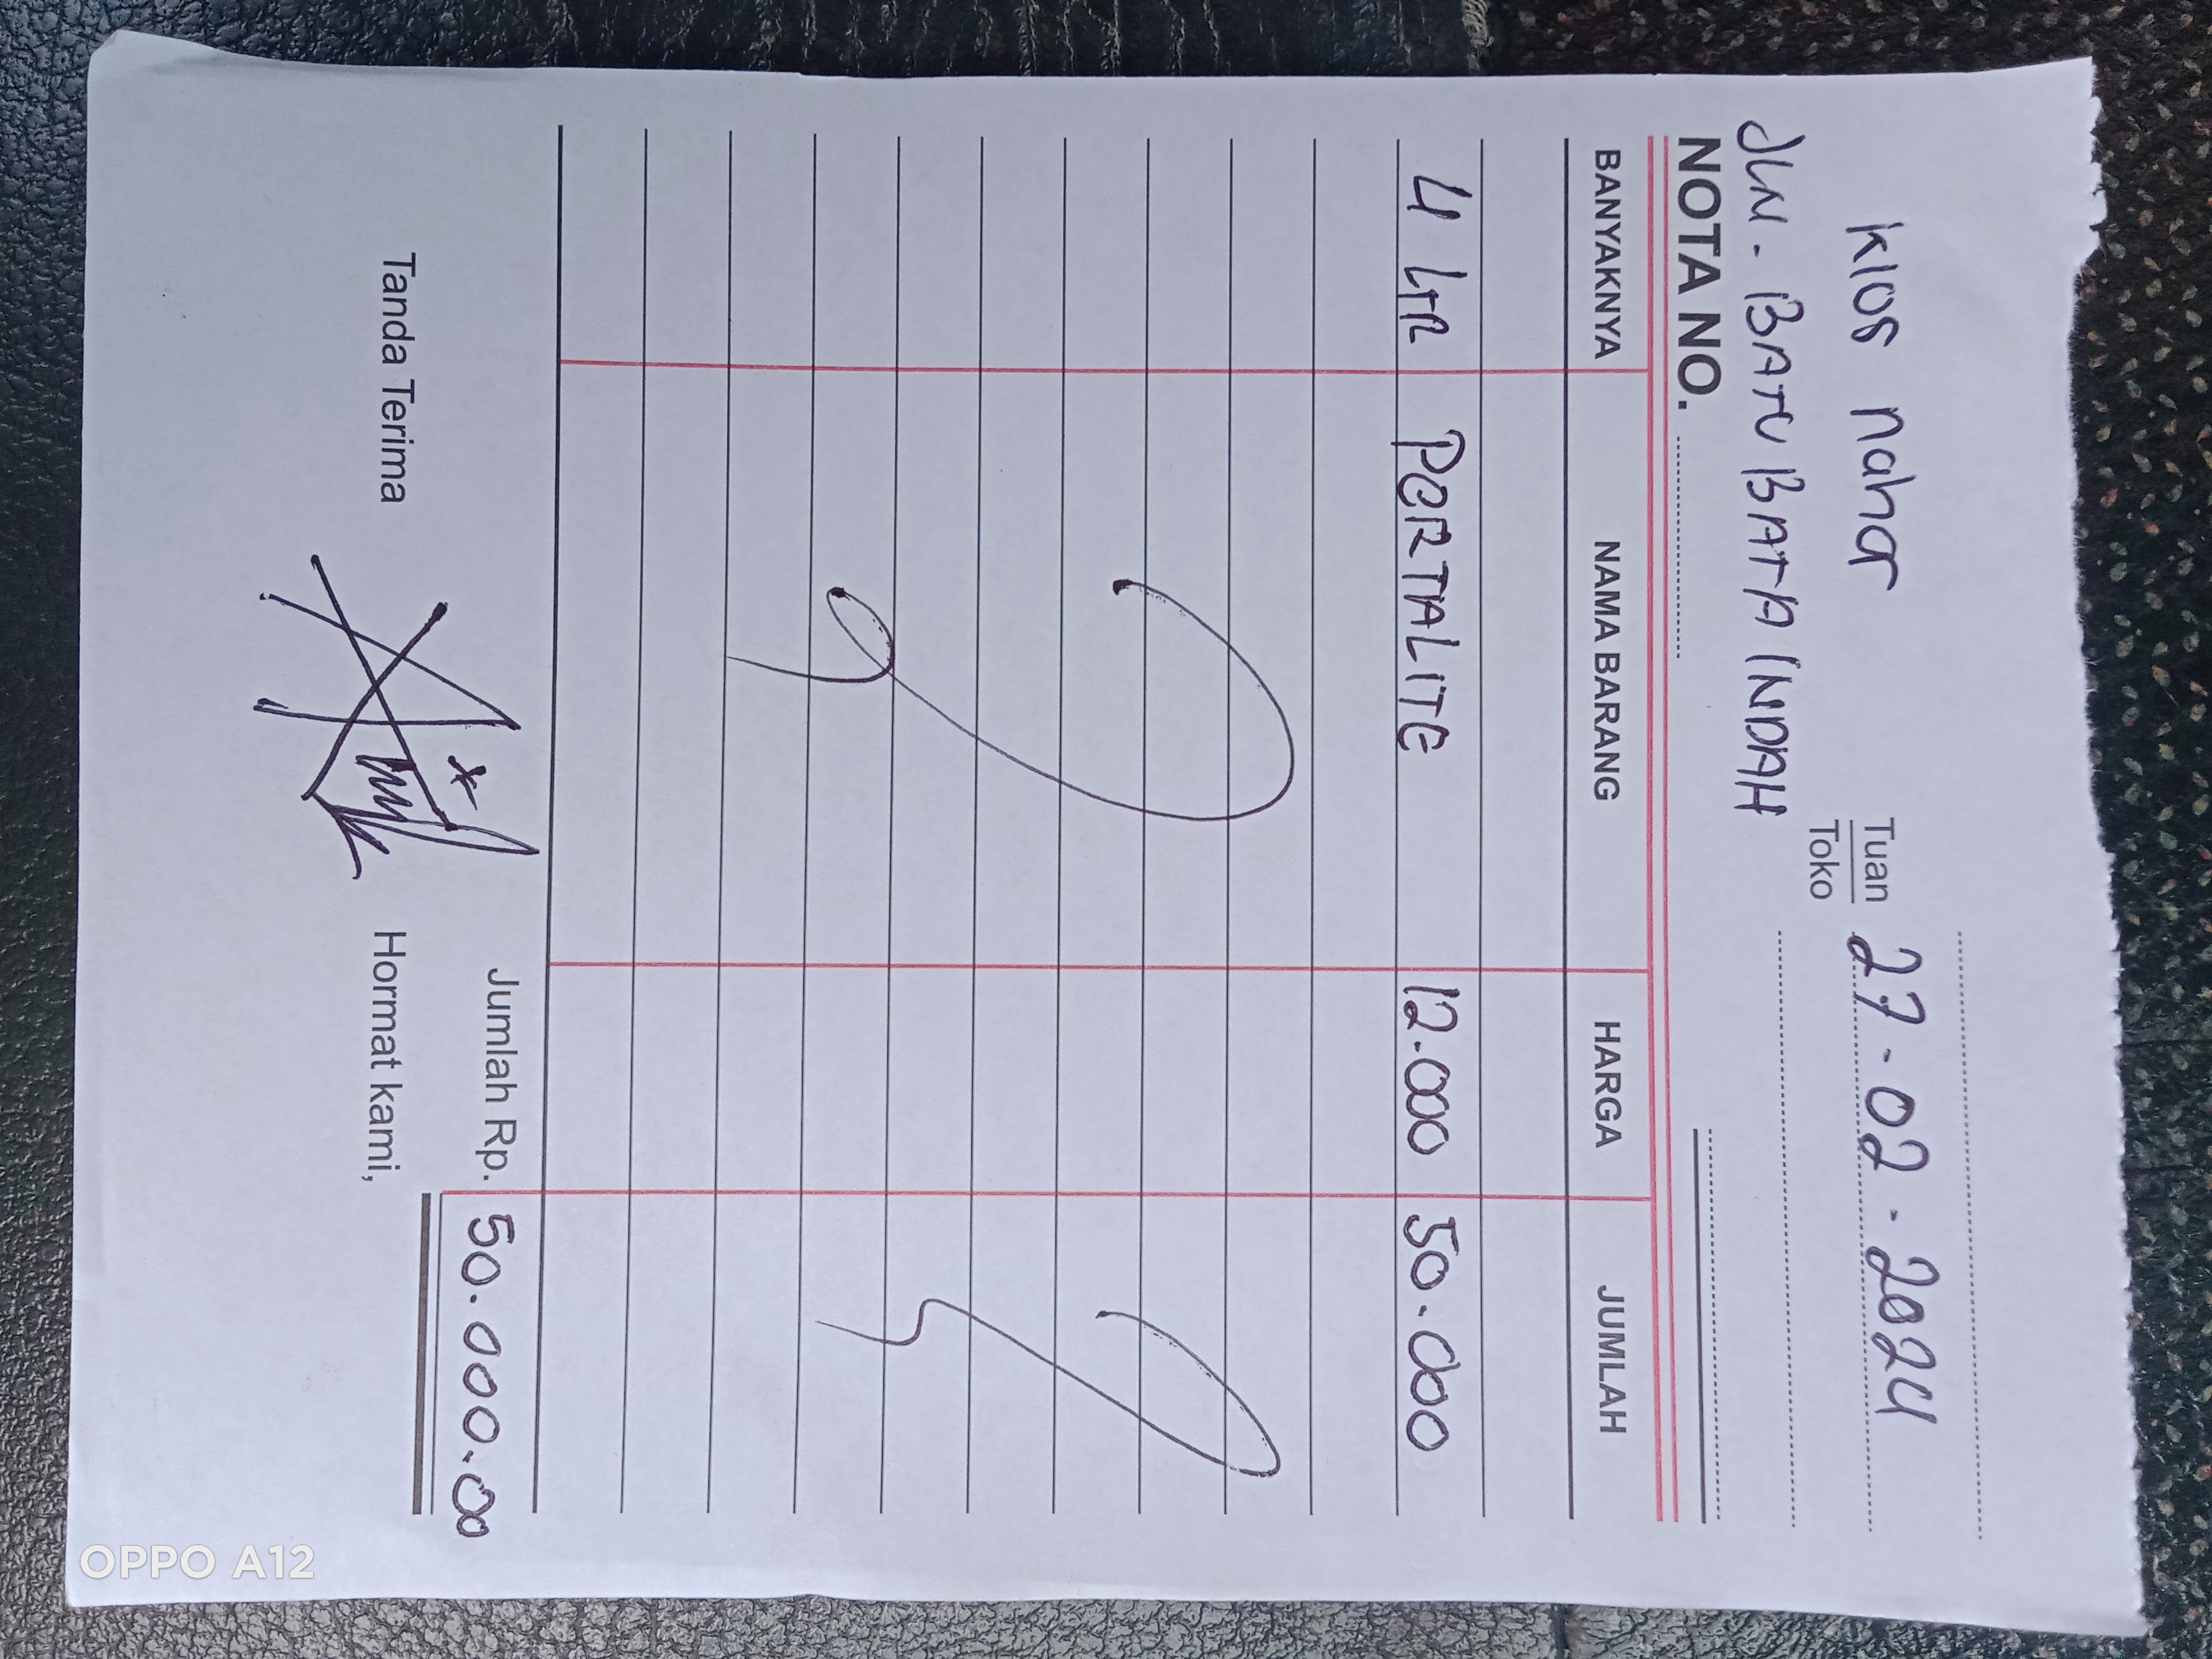 Kios nahar
Tuan 27-02-2024
Toko
JLN. BATU BATA INDAH
NOTA NO.
BANYAKNYA NAMA BARANG HARGA JUMLAH
4 LTR PERTALITE 12.000 50.000
Jumlah Rp. 50.000.00
Tanda Terima Hormat kami,
OPPO A12